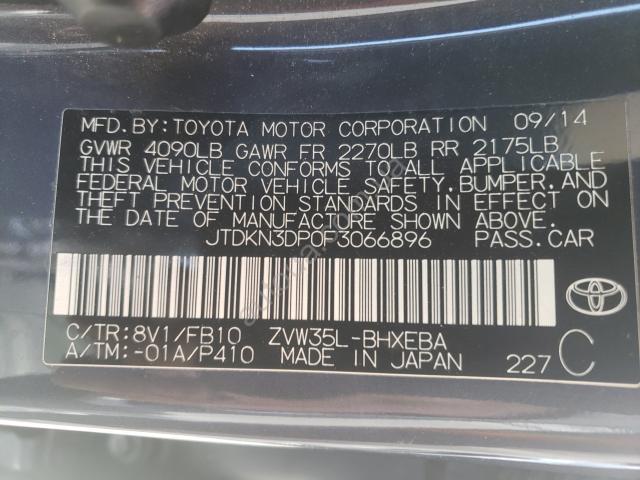 MFD.BY:TOYOTA MOTOR CORPORATION 09/14
GVWR 4090LB GAWR FR 2270LB RR 2175LB
THIS VEHICLE CONFORMS TO ALL APPLICABLE
FEDERAL MOTOR VEHICLE SAFETY,BUMPER,AND
THEFT PREVENTION STANDARDS IN EFFECT ON
THE DATE OF MANUFACTURE SHOWN ABOVE.
JTDKN3DP0F3066896 PASS.CAR
C/TR:8V1/FB10 ZVW35L-BHXEBA
A/TM:-01A/P410 MADE IN JAPAN 227 C